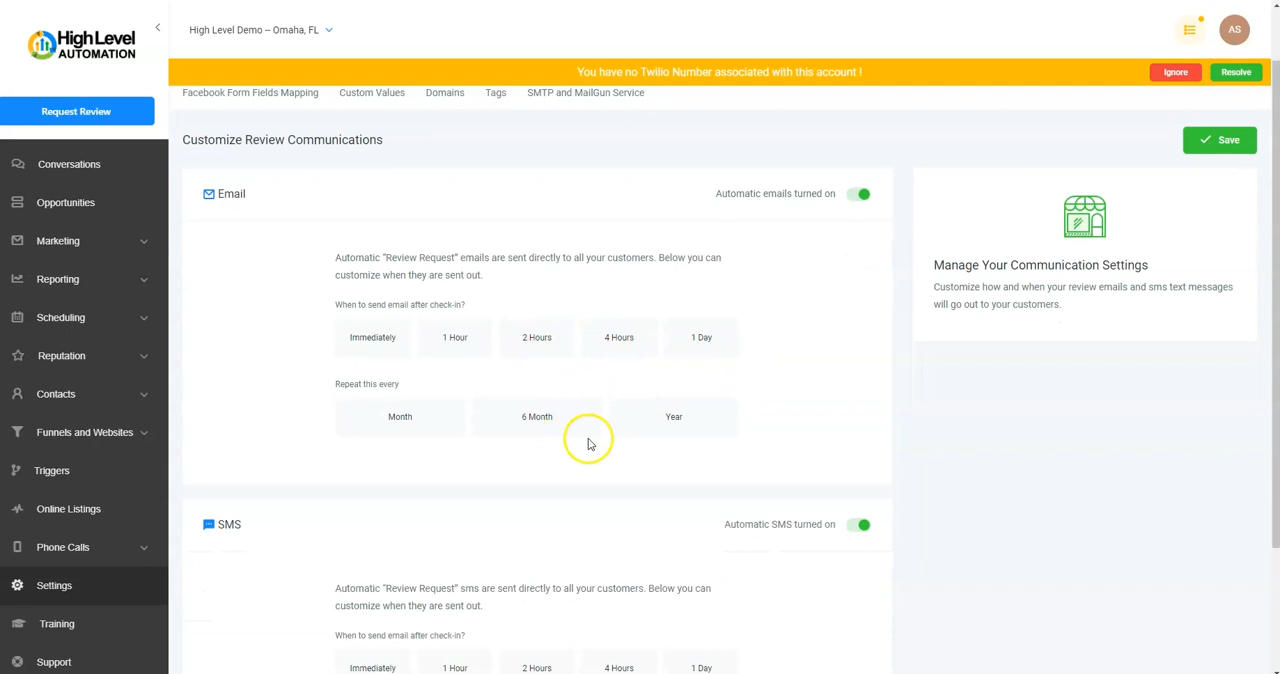 High Level
AUTOMATION
High Level Demo -- Omaha, FL
AS
You have no Twilio Number associated with this account !
Ignore
Resolve
Request Review
Facebook Form Fields Mapping
Custom Values
Domains
Tags
SMTP and MailGun Service
Customize Review Communications
Save
Conversations
Opportunities
Marketing
Reporting
Scheduling
Reputation
Contacts
Funnels and Websites
Triggers
Online Listings
Phone Calls
Settings
Training
Support
Email
Automatic emails turned on
Automatic “Review Request” emails are sent directly to all your customers. Below you can
customize when they are sent out.
When to send email after check-in?
Immediately
1 Hour
2 Hours
4 Hours
1 Day
Repeat this every
Month
6 Month
Year
SMS
Automatic SMS turned on
Automatic “Review Request” sms are sent directly to all your customers. Below you can
customize when they are sent out.
When to send email after check-in?
Immediately
1 Hour
2 Hours
4 Hours
1 Day
Manage Your Communication Settings
Customize how and when your review emails and sms text messages
will go out to your customers.